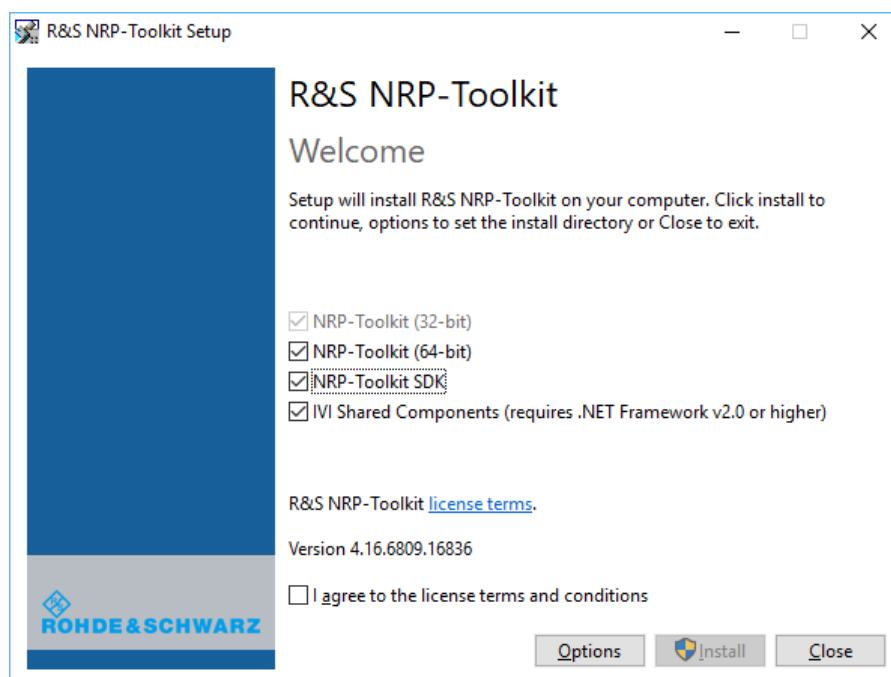 R&S NRP-Toolkit Setup
R&S NRP-Toolkit
Welcome
Setup will install R&S NRP-Toolkit on your computer. Click install to
continue, options to set the install directory or Close to exit.
NRP-Toolkit (32-bit)
NRP-Toolkit (64-bit)
NRP-Toolkit SDK
IVI Shared Components (requires .NET Framework v2.0 or higher)
R&S NRP-Toolkit license terms.
Version 4.16.6809.16836
I agree to the license terms and conditions
ROHDE&SCHWARZ
Options
Install
Close